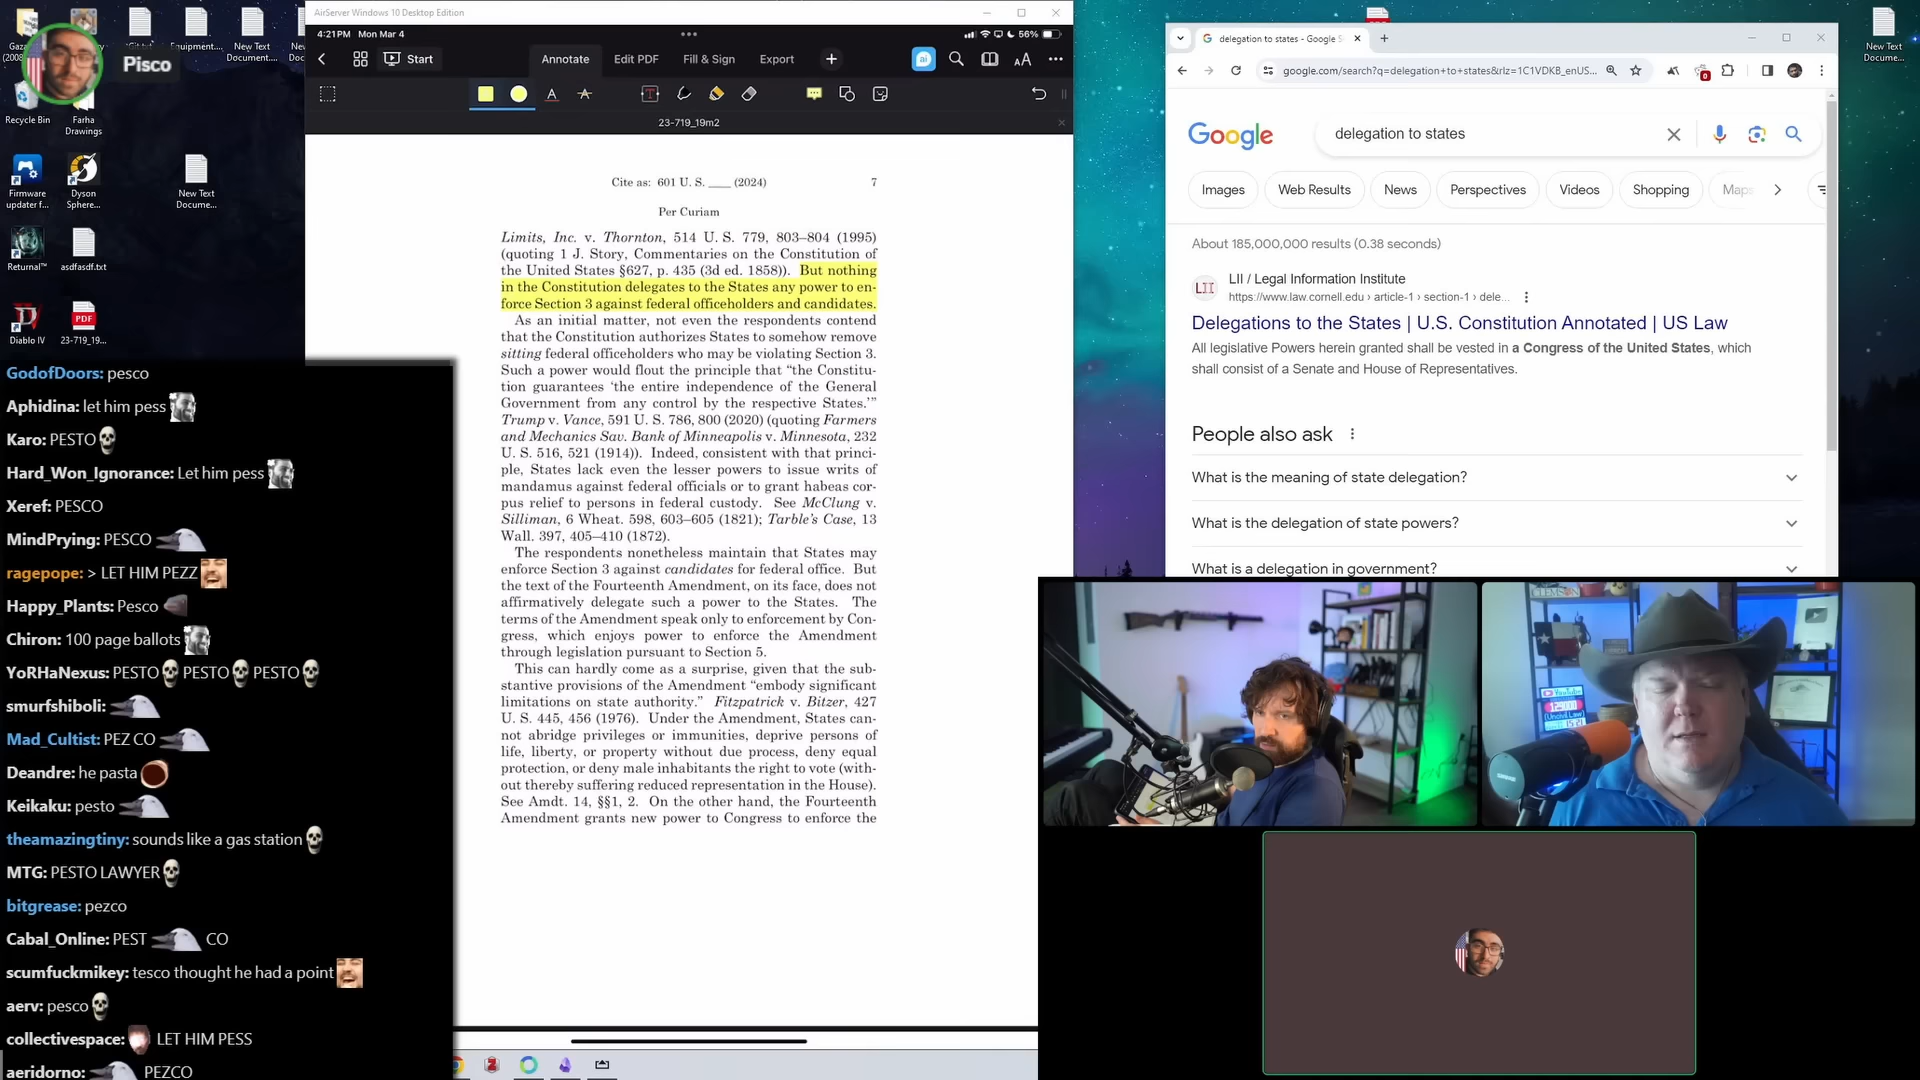 Pisco
Gaza
(2008
Equipment...
New Text
Document....
Recycle Bin
Farha
Drawings
Firmware
updater f...
Dyson
Sphere...
New Text
Docume...
Returnal™
asdfasdf.txt
Diablo IV
23-719_19...
New Text
Docume...
GodofDoors: pesco
Aphidina: let him pess
Karo: PESTO
Hard_Won_Ignorance: Let him pess
Xeref: PESCO
MindPrying: PESCO
ragepope: > LET HIM PEZZ
Happy_Plants: Pesco
Chiron: 100 page ballots
YoRHaNexus: PESTO PESTO PESTO
smurfshiboli:
Mad_Cultist: PEZ CO
Deandre: he pasta
Keikaku: pesto
theamazingtiny: sounds like a gas station
MTG: PESTO LAWYER
bitgrease: pezco
Cabal_Online: PEST CO
scumfuckmikey: tesco thought he had a point
aerv: pesco
collectivespace: LET HIM PESS
aeridorno: PEZCO
AirServer Windows 10 Desktop Edition
4:21PM Mon Mar 4
56%
Start
Annotate
Edit PDF
Fill & Sign
Export
23-719_19m2
Cite as: 601 U. S. ____ (2024) 7
Per Curiam
Limits, Inc. v. Thornton, 514 U. S. 779, 803–804 (1995)
(quoting 1 J. Story, Commentaries on the Constitution of
the United States §627, p. 435 (3d ed. 1858)). But nothing
in the Constitution delegates to the States any power to en-
force Section 3 against federal officeholders and candidates.
As an initial matter, not even the respondents contend
that the Constitution authorizes States to somehow remove
sitting federal officeholders who may be violating Section 3.
Such a power would flout the principle that “the Constitu-
tion guarantees ‘the entire independence of the General
Government from any control by the respective States.’”
Trump v. Vance, 591 U. S. 786, 800 (2020) (quoting Farmers
and Mechanics Sav. Bank of Minneapolis v. Minnesota, 232
U. S. 516, 521 (1914)). Indeed, consistent with that princi-
ple, States lack even the lesser powers to issue writs of
mandamus against federal officials or to grant habeas cor-
pus relief to persons in federal custody. See McClung v.
Silliman, 6 Wheat. 598, 603–605 (1821); Tarble’s Case, 13
Wall. 397, 405–410 (1872).
The respondents nonetheless maintain that States may
enforce Section 3 against candidates for federal office. But
the text of the Fourteenth Amendment, on its face, does not
affirmatively delegate such a power to the States. The
terms of the Amendment speak only to enforcement by Con-
gress, which enjoys power to enforce the Amendment
through legislation pursuant to Section 5.
This can hardly come as a surprise, given that the sub-
stantive provisions of the Amendment “embody significant
limitations on state authority.” Fitzpatrick v. Bitzer, 427
U. S. 445, 456 (1976). Under the Amendment, States can-
not abridge privileges or immunities, deprive persons of
life, liberty, or property without due process, deny equal
protection, or deny male inhabitants the right to vote (with-
out thereby suffering reduced representation in the House).
See Amdt. 14, §§1, 2. On the other hand, the Fourteenth
Amendment grants new power to Congress to enforce the
delegation to states - Google S
google.com/search?q=delegation+to+states&rlz=1C1VDKB_enUS...
Google
delegation to states
Images
Web Results
News
Perspectives
Videos
Shopping
Maps
About 185,000,000 results (0.38 seconds)
LII / Legal Information Institute
https://www.law.cornell.edu › article-1 › section-1 › dele...
Delegations to the States | U.S. Constitution Annotated | US Law
All legislative Powers herein granted shall be vested in a Congress of the United States, which
shall consist of a Senate and House of Representatives.
People also ask
What is the meaning of state delegation?
What is the delegation of state powers?
What is a delegation in government?
CLEMSON
YouTube